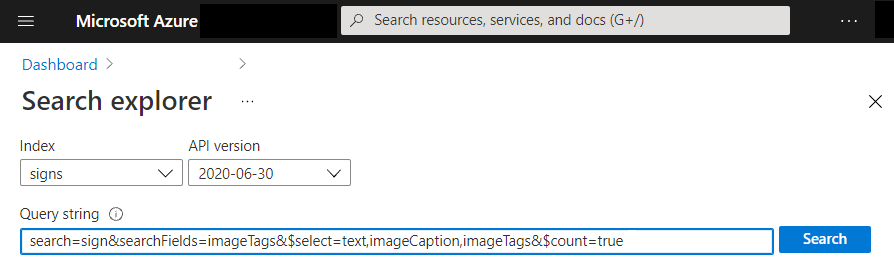 Microsoft Azure Search resources, services, and docs (G+/) ...
Dashboard > >
Search explorer ...
Index API version
signs 2020-06-30
Query string
search=sign&searchFields=imageTags&$select=text,imageCaption,imageTags&$count=true Search